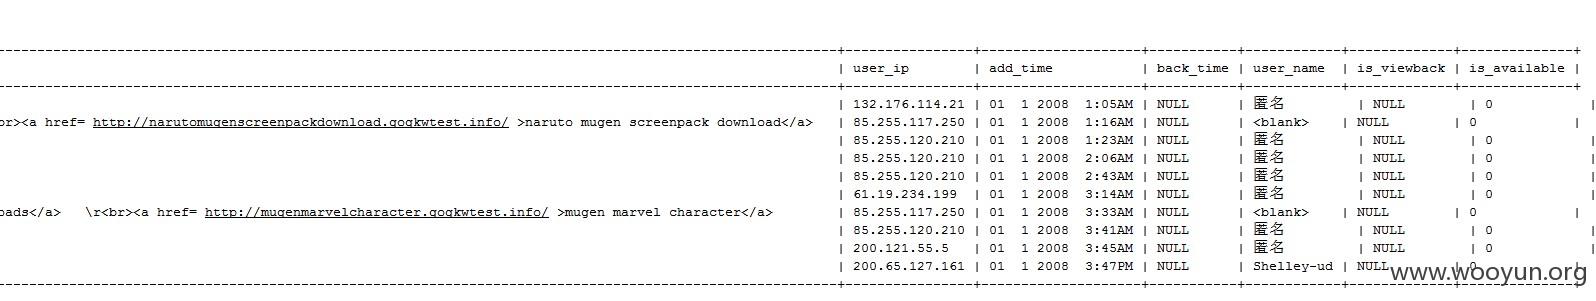 | user_ip | add_time | back_time | user_name | is_viewback | is_available |
| 132.176.114.21 | 01 1 2008 1:05AM | NULL | 匿名 | NULL | 0
or><a href= http://narutomugenscreenpackdownload.gogkwtest.info/ >naruto mugen screenpack download</a> | 85.255.117.250 | 01 1 2008 1:16AM | NULL | <blank> | NULL | 0 |
| 85.255.120.210 | 01 1 2008 1:23AM | NULL | 匿名 | NULL | 0 |
| 85.255.120.210 | 01 1 2008 2:06AM | NULL | 匿名 | NULL | 0 |
| 85.255.120.210 | 01 1 2008 2:43AM | NULL | 匿名 | NULL | 0 |
| 61.19.234.199 | 01 1 2008 3:14AM | NULL | 匿名 | NULL | 0 |
oads</a> \r<br><a href= http://mugenmarvelcharacter.gogkwtest.info/ >mugen marvel character</a> | 85.255.117.250 | 01 1 2008 3:33AM | NULL | <blank> | NULL | 0 |
| 85.255.120.210 | 01 1 2008 3:41AM | NULL | 匿名 | NULL | 0 |
| 200.121.55.5 | 01 1 2008 3:45AM | NULL | 匿名 | NULL | 0 |
| 200.65.127.161 | 01 1 2008 3:47PM | NULL | Shelley-ud | NULL | 0 |
www.wooyun.org